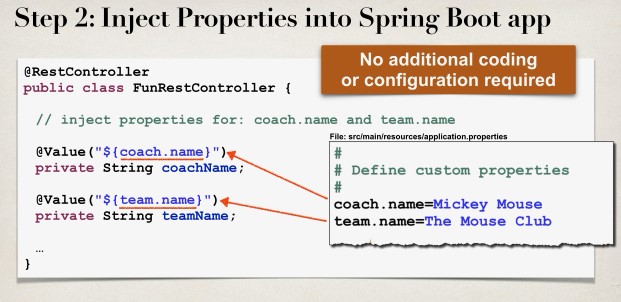 Step 2: Inject Properties into Spring Boot app
No additional coding
or configuration required
@RestController
public class FunRestController {
// inject properties for: coach.name and team.name
@Value("${coach.name}")
private String coachName;
@Value("${team.name}")
private String teamName;
…
}
File: src/main/resources/application.properties
#
# Define custom properties
#
coach.name=Mickey Mouse
team.name=The Mouse Club